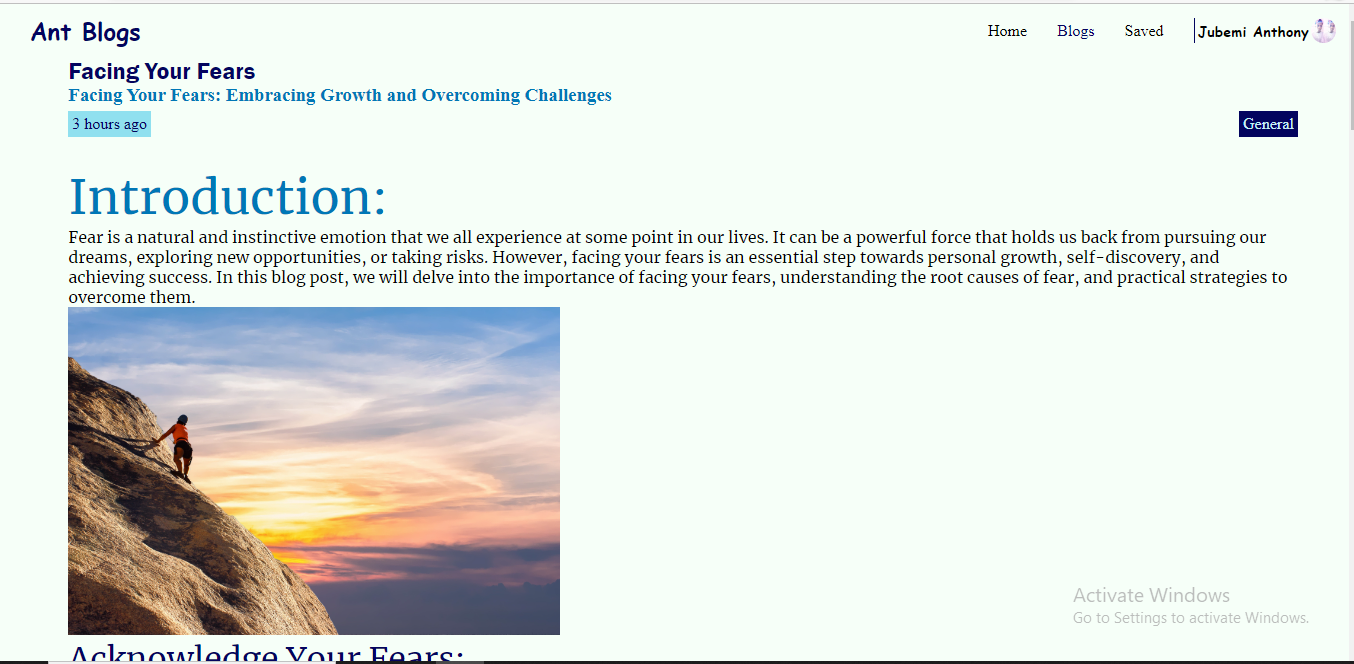 Ant Blogs
Home
Blogs
Saved
Jubemi Anthony
Facing Your Fears
Facing Your Fears: Embracing Growth and Overcoming Challenges
3 hours ago
General
Introduction:
Fear is a natural and instinctive emotion that we all experience at some point in our lives. It can be a powerful force that holds us back from pursuing our
dreams, exploring new opportunities, or taking risks. However, facing your fears is an essential step towards personal growth, self-discovery, and
achieving success. In this blog post, we will delve into the importance of facing your fears, understanding the root causes of fear, and practical strategies to
overcome them.
Activate Windows
Go to Settings to activate Windows.
Acknowledge Your Fears: